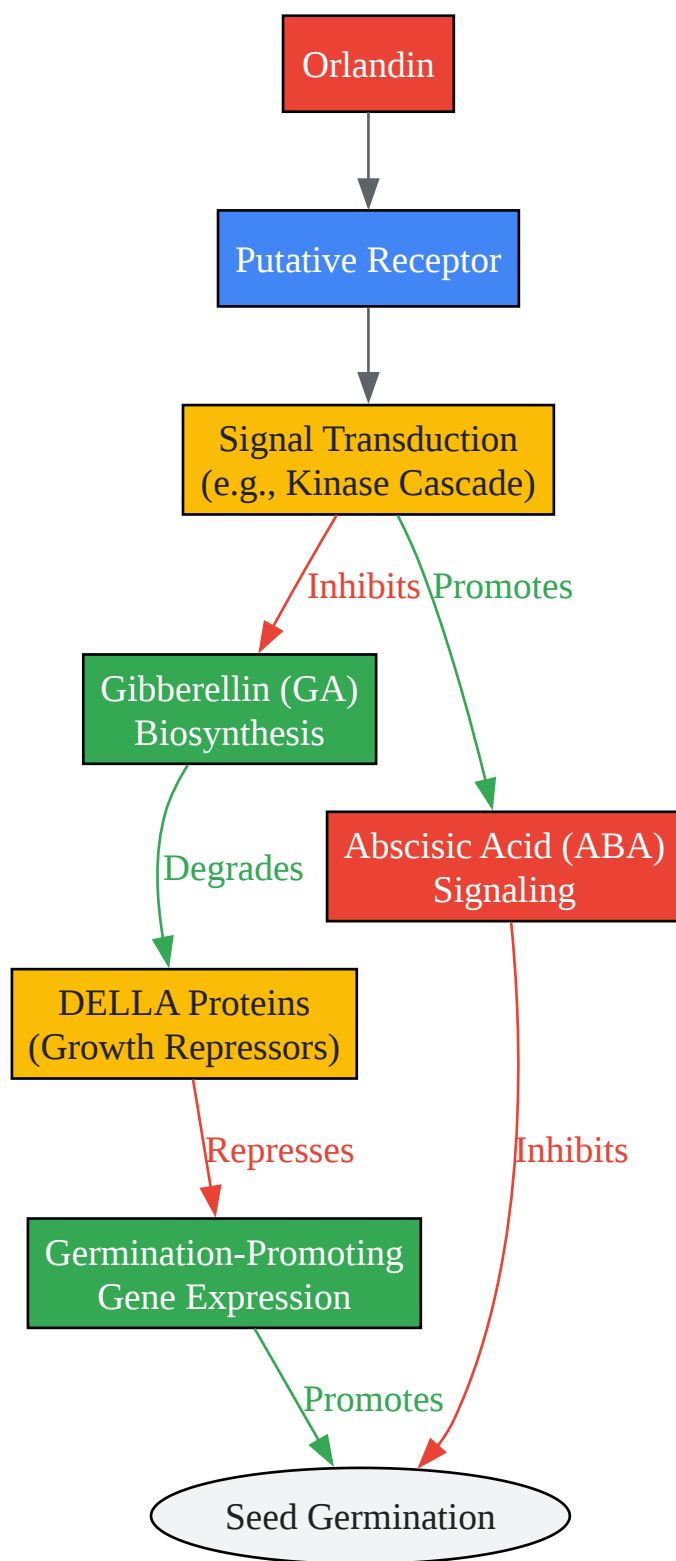 Orlandin
Putative Receptor
Signal Transduction
(e.g., Kinase Cascade)
Inhibits
Promotes
Gibberellin (GA)
Biosynthesis
Abscisic Acid (ABA)
Signaling
Degrades
DELLA Proteins
(Growth Repressors)
Represses
Inhibits
Germination-Promoting
Gene Expression
Promotes
Seed Germination